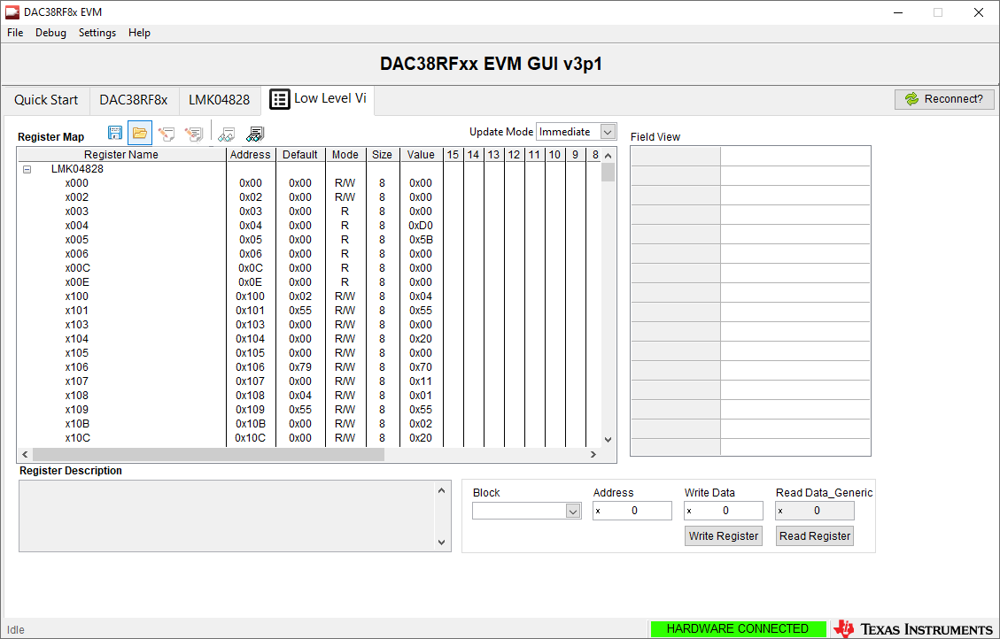 DAC38RF8x EVM
File Debug Settings Help
DAC38RFxx EVM GUI v3p1
Quick Start DAC38RF8x LMK04828 Low Level Vi Reconnect?
Register Map Update Mode Immediate Field View
Register Name Address Default Mode Size Value 15 14 13 12 11 10 9 8
LMK04828
x000 0x00 0x00 R/W 8 0x00
x002 0x02 0x00 R/W 8 0x00
x003 0x03 0x00 R 8 0x00
x004 0x04 0x00 R 8 0xD0
x005 0x05 0x00 R 8 0x5B
x006 0x06 0x00 R 8 0x00
x00C 0x0C 0x00 R 8 0x00
x00E 0x0E 0x00 R 8 0x00
x100 0x100 0x02 R/W 8 0x04
x101 0x101 0x55 R/W 8 0x55
x103 0x103 0x00 R/W 8 0x00
x104 0x104 0x00 R/W 8 0x20
x105 0x105 0x00 R/W 8 0x00
x106 0x106 0x79 R/W 8 0x70
x107 0x107 0x00 R/W 8 0x11
x108 0x108 0x04 R/W 8 0x01
x109 0x109 0x55 R/W 8 0x55
x10B 0x10B 0x00 R/W 8 0x02
x10C 0x10C 0x00 R/W 8 0x20
Register Description
Block Address Write Data Read Data_Generic
x 0 x 0 x 0
Write Register Read Register
Idle HARDWARE CONNECTED TEXAS INSTRUMENTS